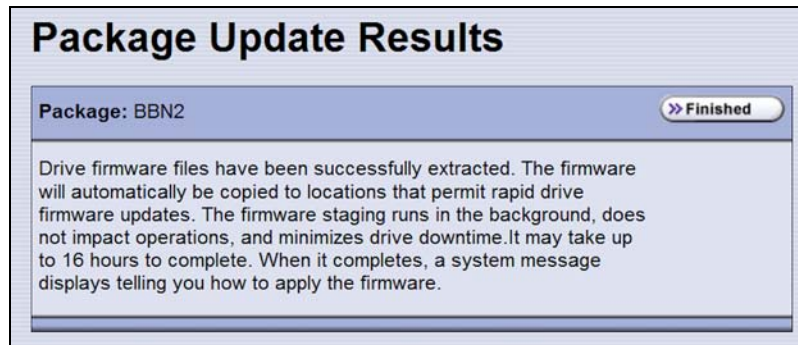 Package Update Results
Package: BBN2
Finished
Drive firmware files have been successfully extracted. The firmware
will automatically be copied to locations that permit rapid drive
firmware updates. The firmware staging runs in the background, does
not impact operations, and minimizes drive downtime.It may take up
to 16 hours to complete. When it completes, a system message
displays telling you how to apply the firmware.